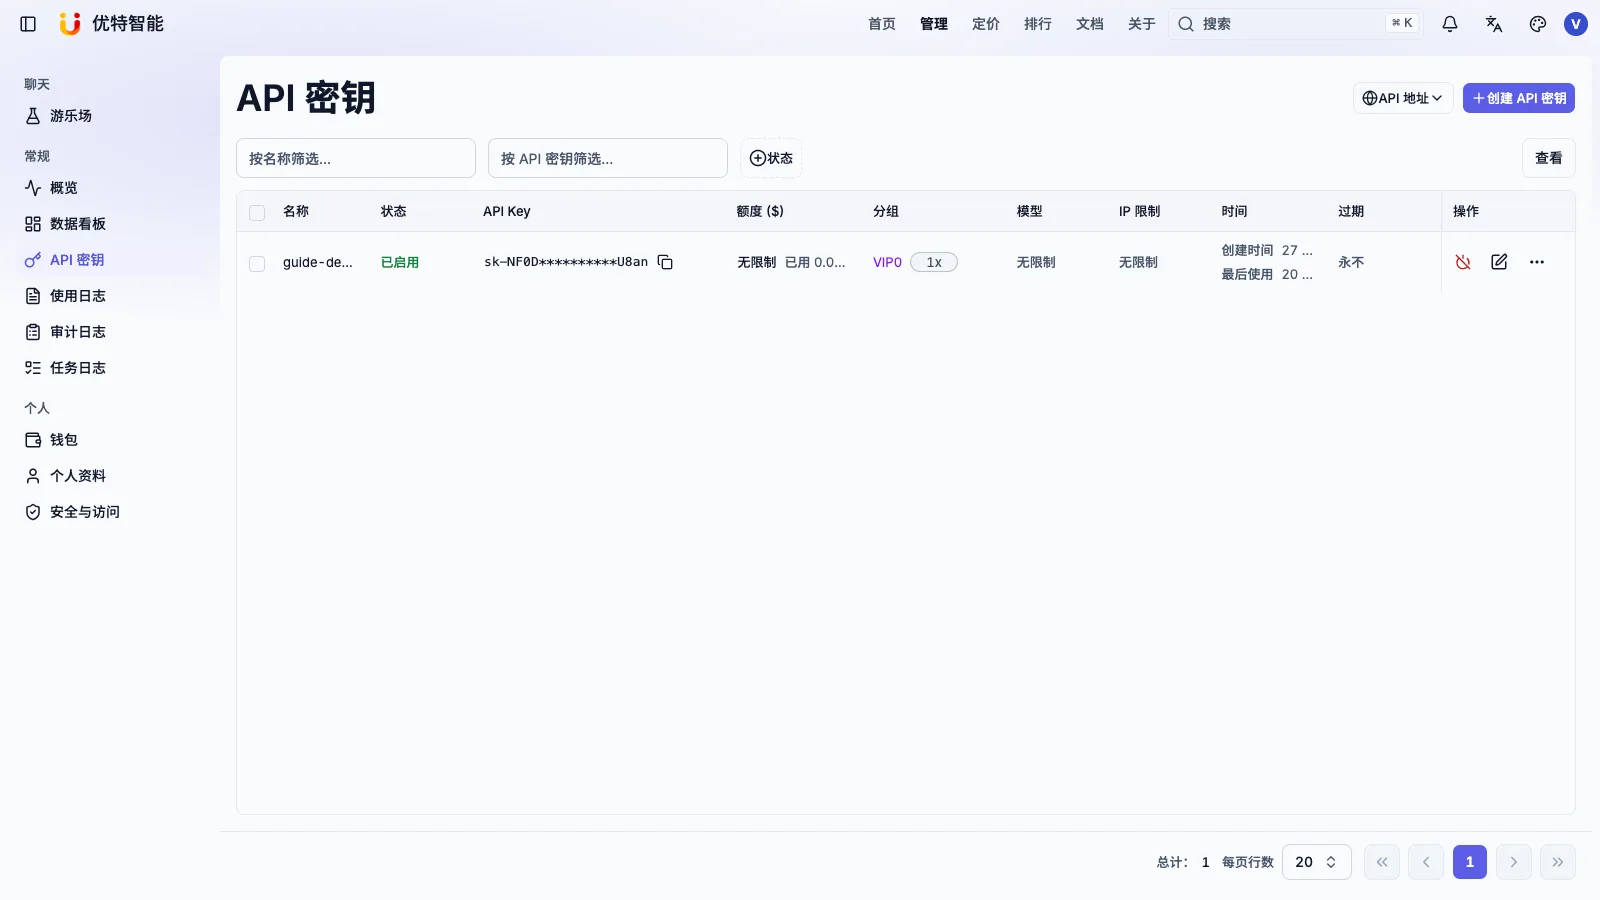 优特智能
首页
管理
定价
排行
文档
关于
搜索
⌘ K
V
聊天
游乐场
常规
概览
数据看板
API 密钥
使用日志
审计日志
任务日志
个人
钱包
个人资料
安全与访问
API 密钥
API 地址
创建 API 密钥
按名称筛选...
按 API 密钥筛选...
状态
查看
名称
状态
API Key
额度 ($)
分组
模型
IP 限制
时间
过期
操作
guide-de...
已启用
sk-NF0D**********U8an
无限制 已用 0.0...
VIP0
1x
无限制
无限制
创建时间 27 ...
最后使用 20 ...
永不
总计: 1
每页行数
20
1